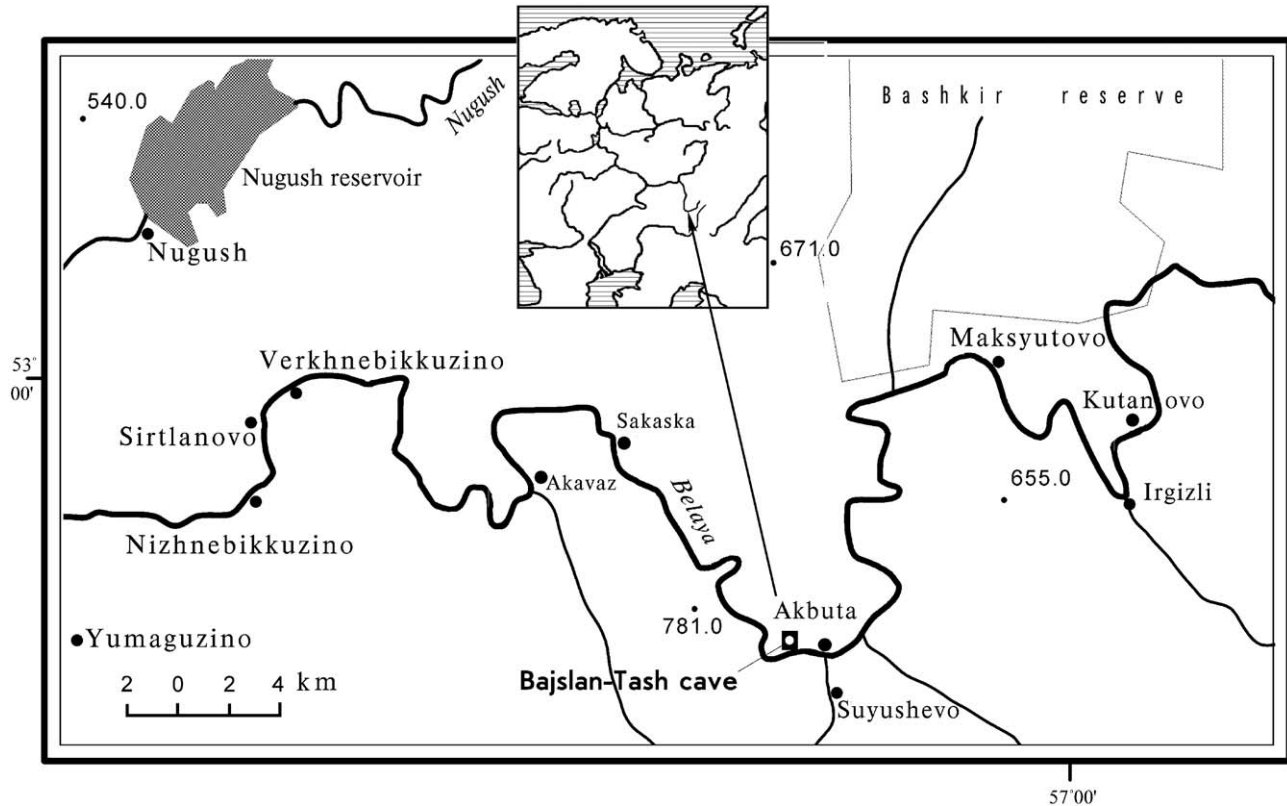 540.0
Nugush
Bashkir reserve
Nugush reservoir
Nugush
671.0
53°
00'
Verkhnebikkuzino
Maksyutovo
Sirtlanovo
Sakaska
Kutanovo
Akavaz
Belaya
655.0
Irgizli
Nizhnebikkuzino
781.0
Akbuta
Yumaguzino
Bajslan-Tash cave
2 0 2 4 km
Suyushevo
57°00'